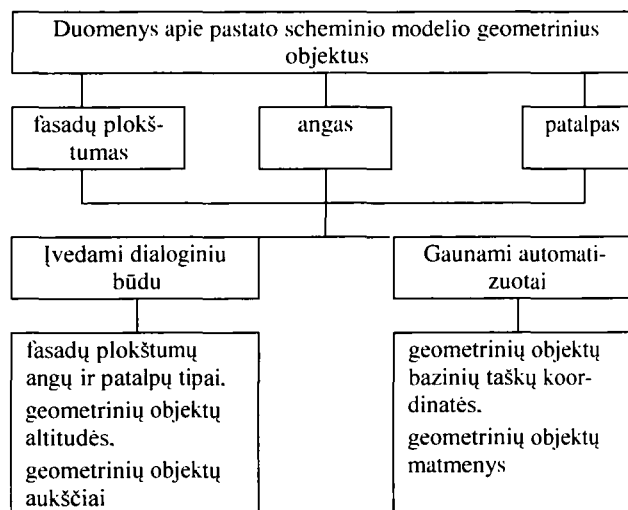 Duomenys apie pastato scheminio modelio geometrinius
objektus
fasadų plokš-
tumas
angas
patalpas
Įvedami dialoginiu
būdu
Gaunami automati-
zuotai
fasadų plokštumų
angų ir patalpų tipai.
geometrinių objektų
altitudės.
geometrinių objektų
aukščiai
geometrinių objektų
bazinių taškų koor-
dinatės.
geometrinių objektų
matmenys